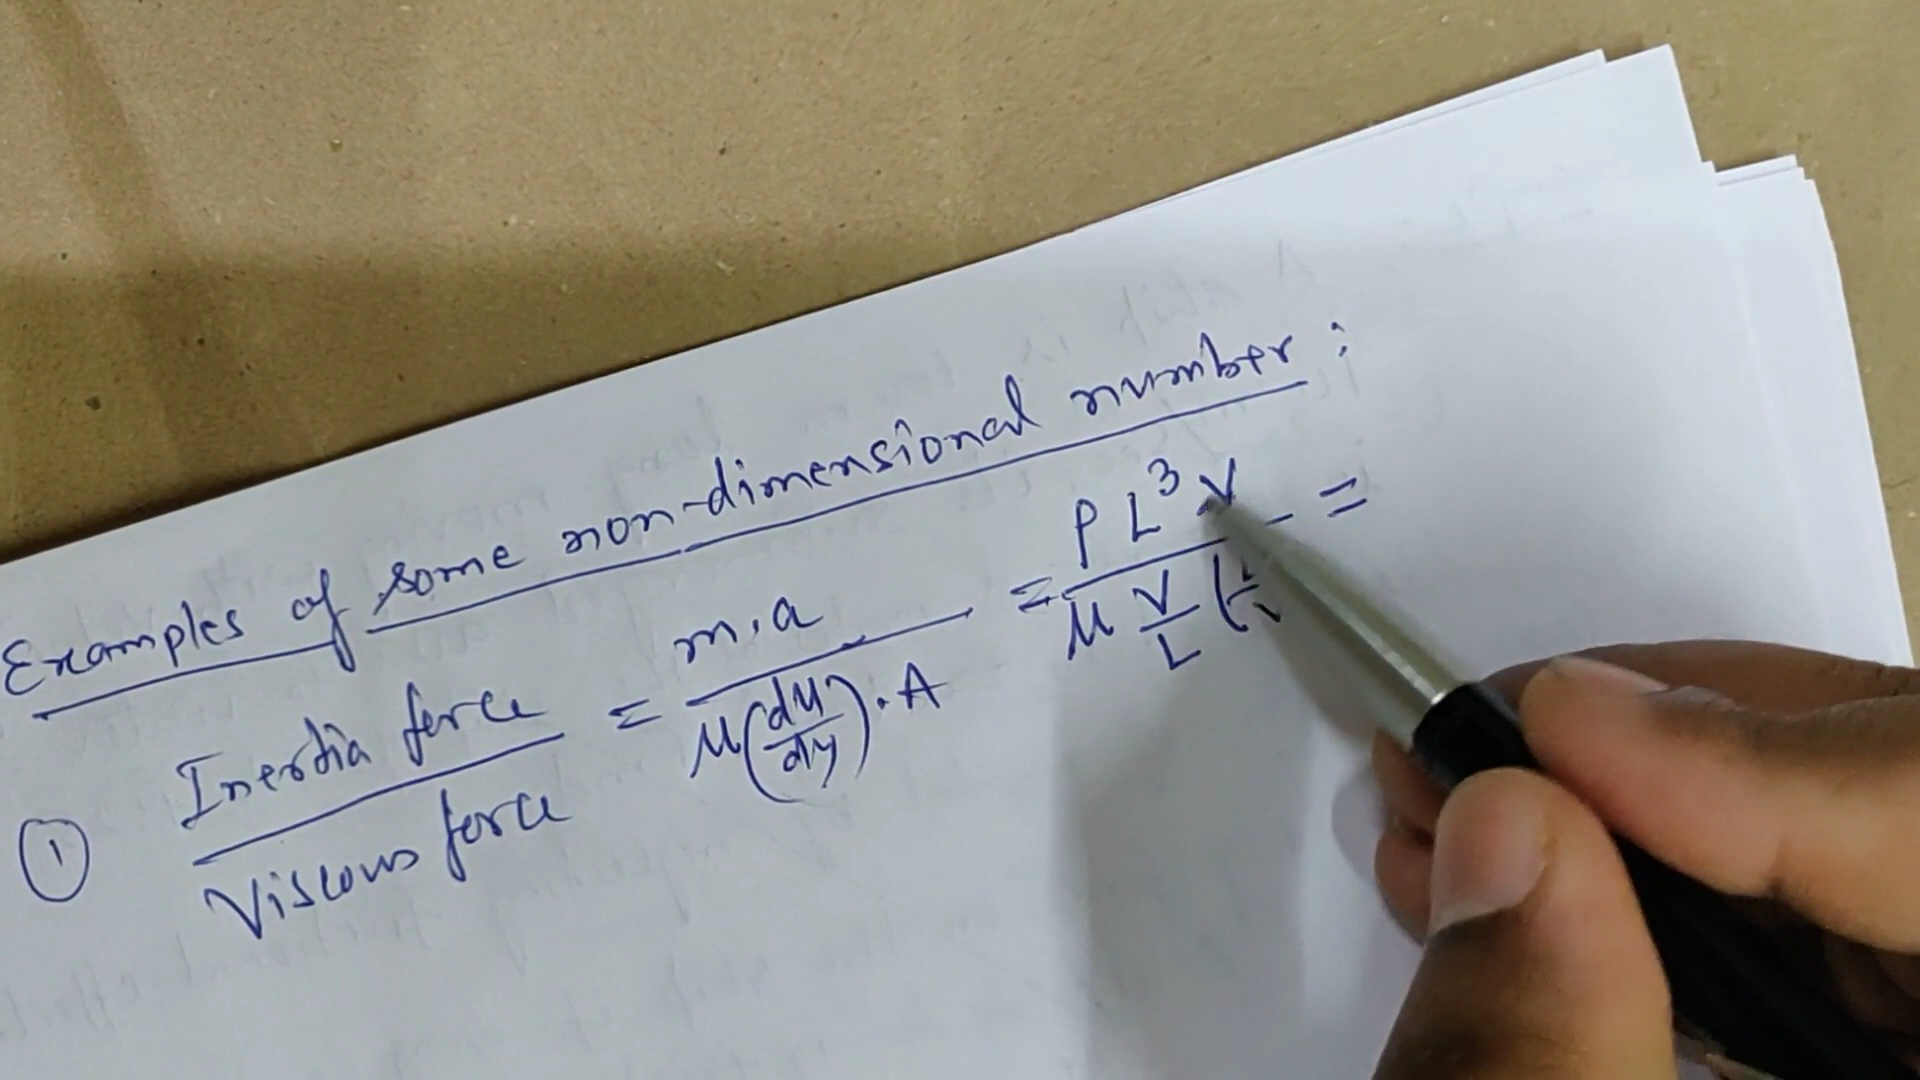 Examples of some non-dimensional number :
① Inertia force / Viscous force = m.a / μ(du/dy).A = ρL³V / μ V/L =